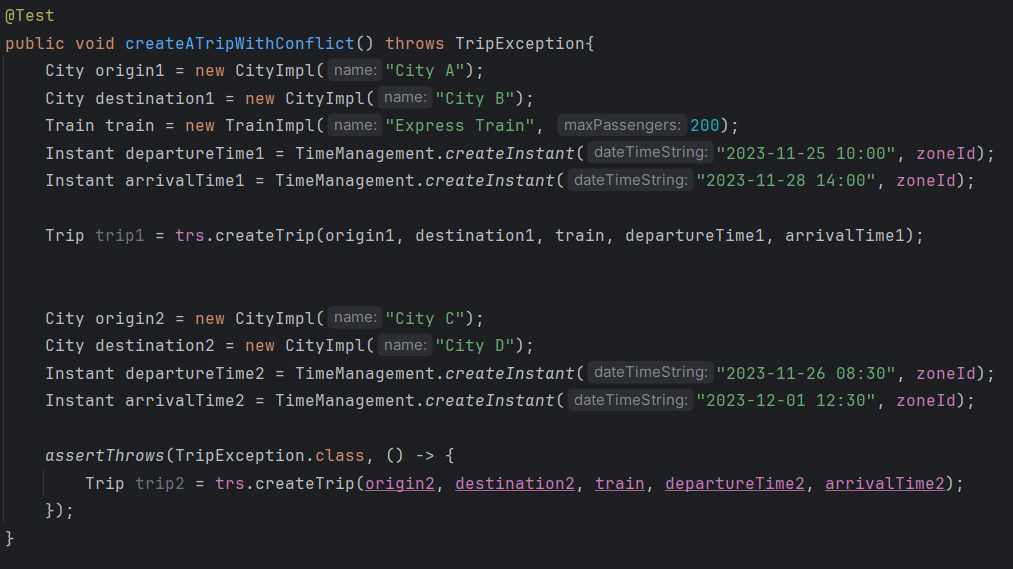 @Test
public void createATripWithConflict() throws TripException{
    City origin1 = new CityImpl( name: "City A");
    City destination1 = new CityImpl( name: "City B");
    Train train = new TrainImpl( name: "Express Train", maxPassengers: 200);
    Instant departureTime1 = TimeManagement.createInstant( dateTimeString: "2023-11-25 10:00", zoneId);
    Instant arrivalTime1 = TimeManagement.createInstant( dateTimeString: "2023-11-28 14:00", zoneId);
    Trip trip1 = trs.createTrip(origin1, destination1, train, departureTime1, arrivalTime1);
    City origin2 = new CityImpl( name: "City C");
    City destination2 = new CityImpl( name: "City D");
    Instant departureTime2 = TimeManagement.createInstant( dateTimeString: "2023-11-26 08:30", zoneId);
    Instant arrivalTime2 = TimeManagement.createInstant( dateTimeString: "2023-12-01 12:30", zoneId);
    assertThrows(TripException.class, () -> {
        Trip trip2 = trs.createTrip(origin2, destination2, train, departureTime2, arrivalTime2);
    });
}